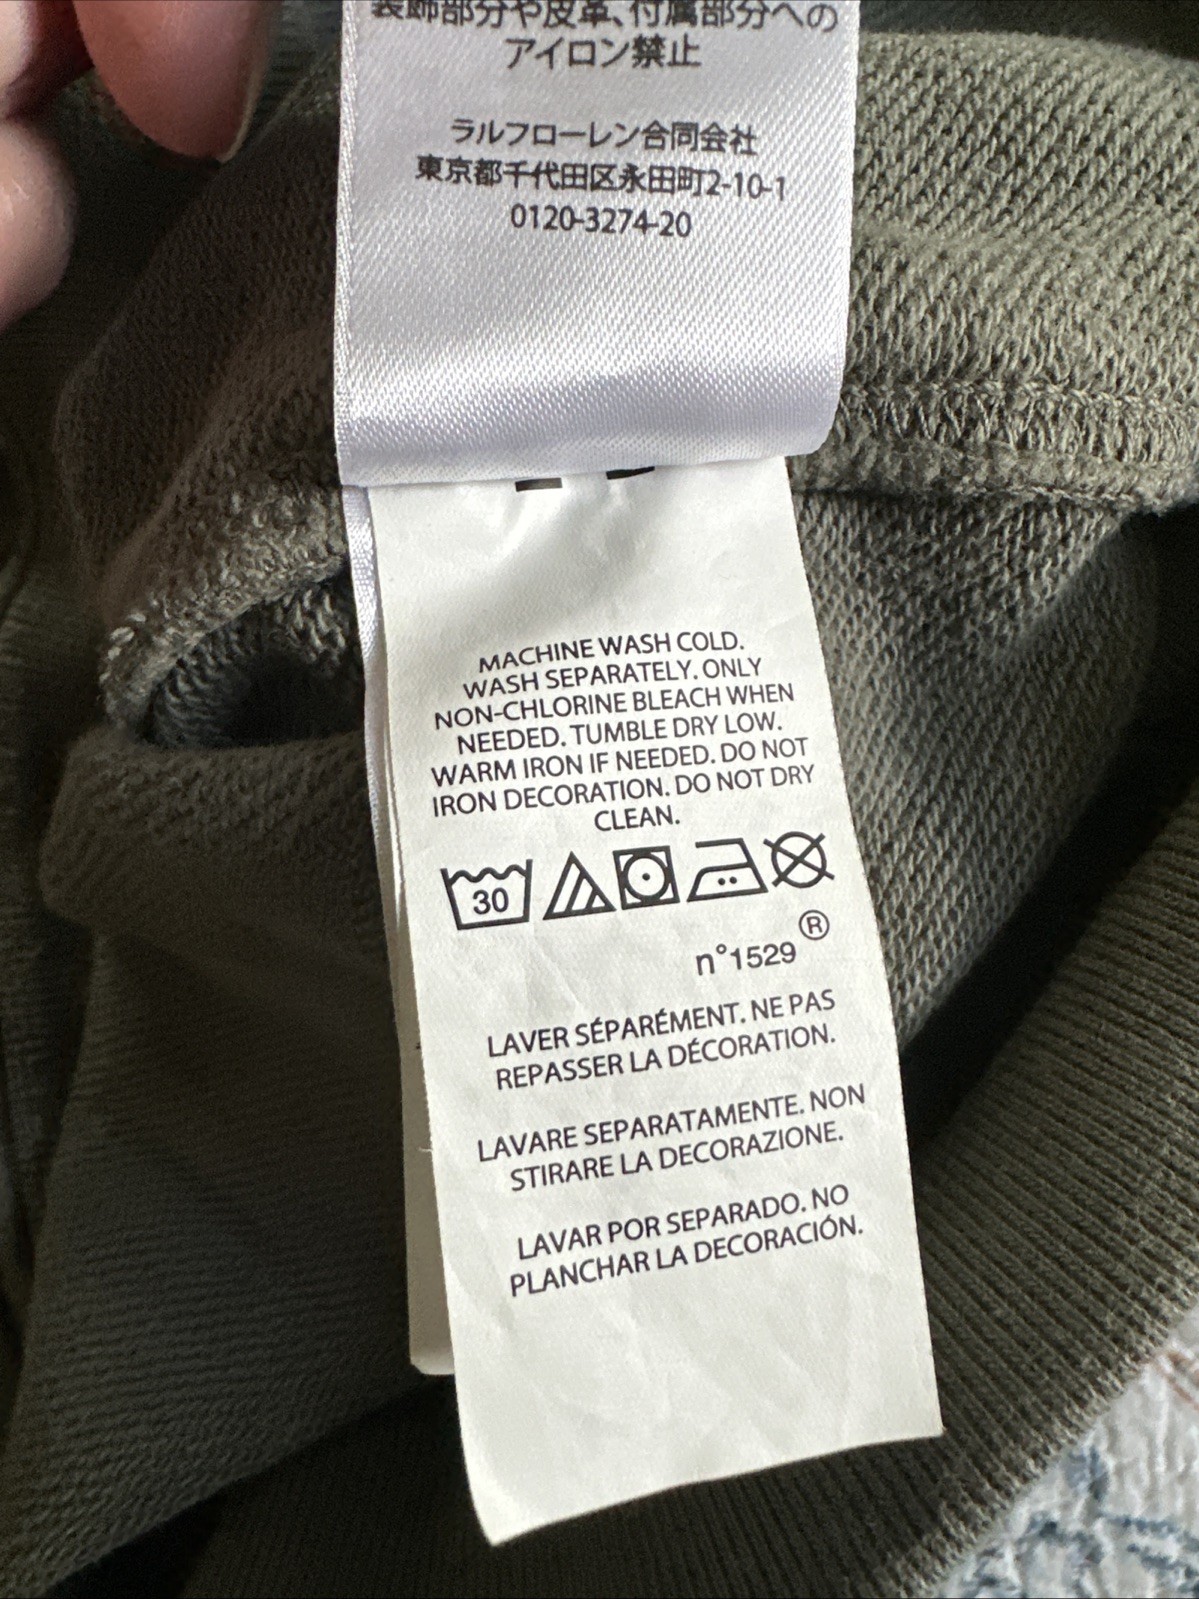 装飾部分や皮革、付属部分への
アイロン禁止
ラルフローレン合同会社
東京都千代田区永田町2-10-1
0120-3274-20
MACHINE WASH COLD.
WASH SEPARATELY. ONLY
NON-CHLORINE BLEACH WHEN
NEEDED. TUMBLE DRY LOW.
WARM IRON IF NEEDED. DO NOT
IRON DECORATION. DO NOT DRY
CLEAN.
30
n°1529 ®
LAVER SÉPARÉMENT. NE PAS
REPASSER LA DÉCORATION.
LAVARE SEPARATAMENTE. NON
STIRARE LA DECORAZIONE.
LAVAR POR SEPARADO. NO
PLANCHAR LA DECORACIÓN.